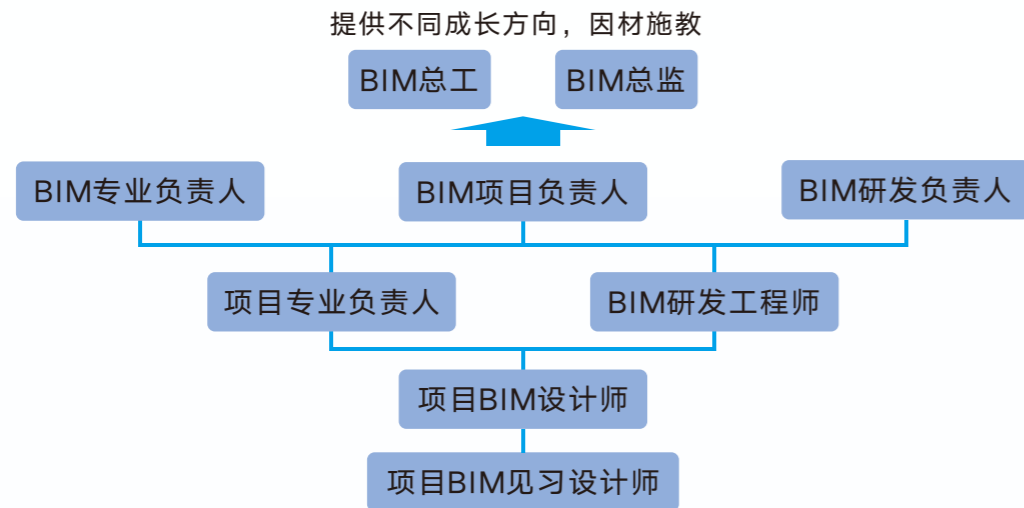 提供不同成长方向，因材施教
BIM总工
BIM总监
BIM专业负责人
BIM项目负责人
BIM研发负责人
项目专业负责人
BIM研发工程师
项目BIM设计师
项目BIM见习设计师